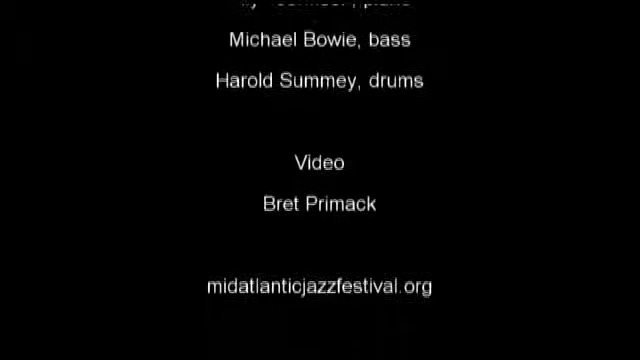 Michael Bowie, bass
Harold Summey, drums
Video
Bret Primack
midatlanticjazzfestival.org